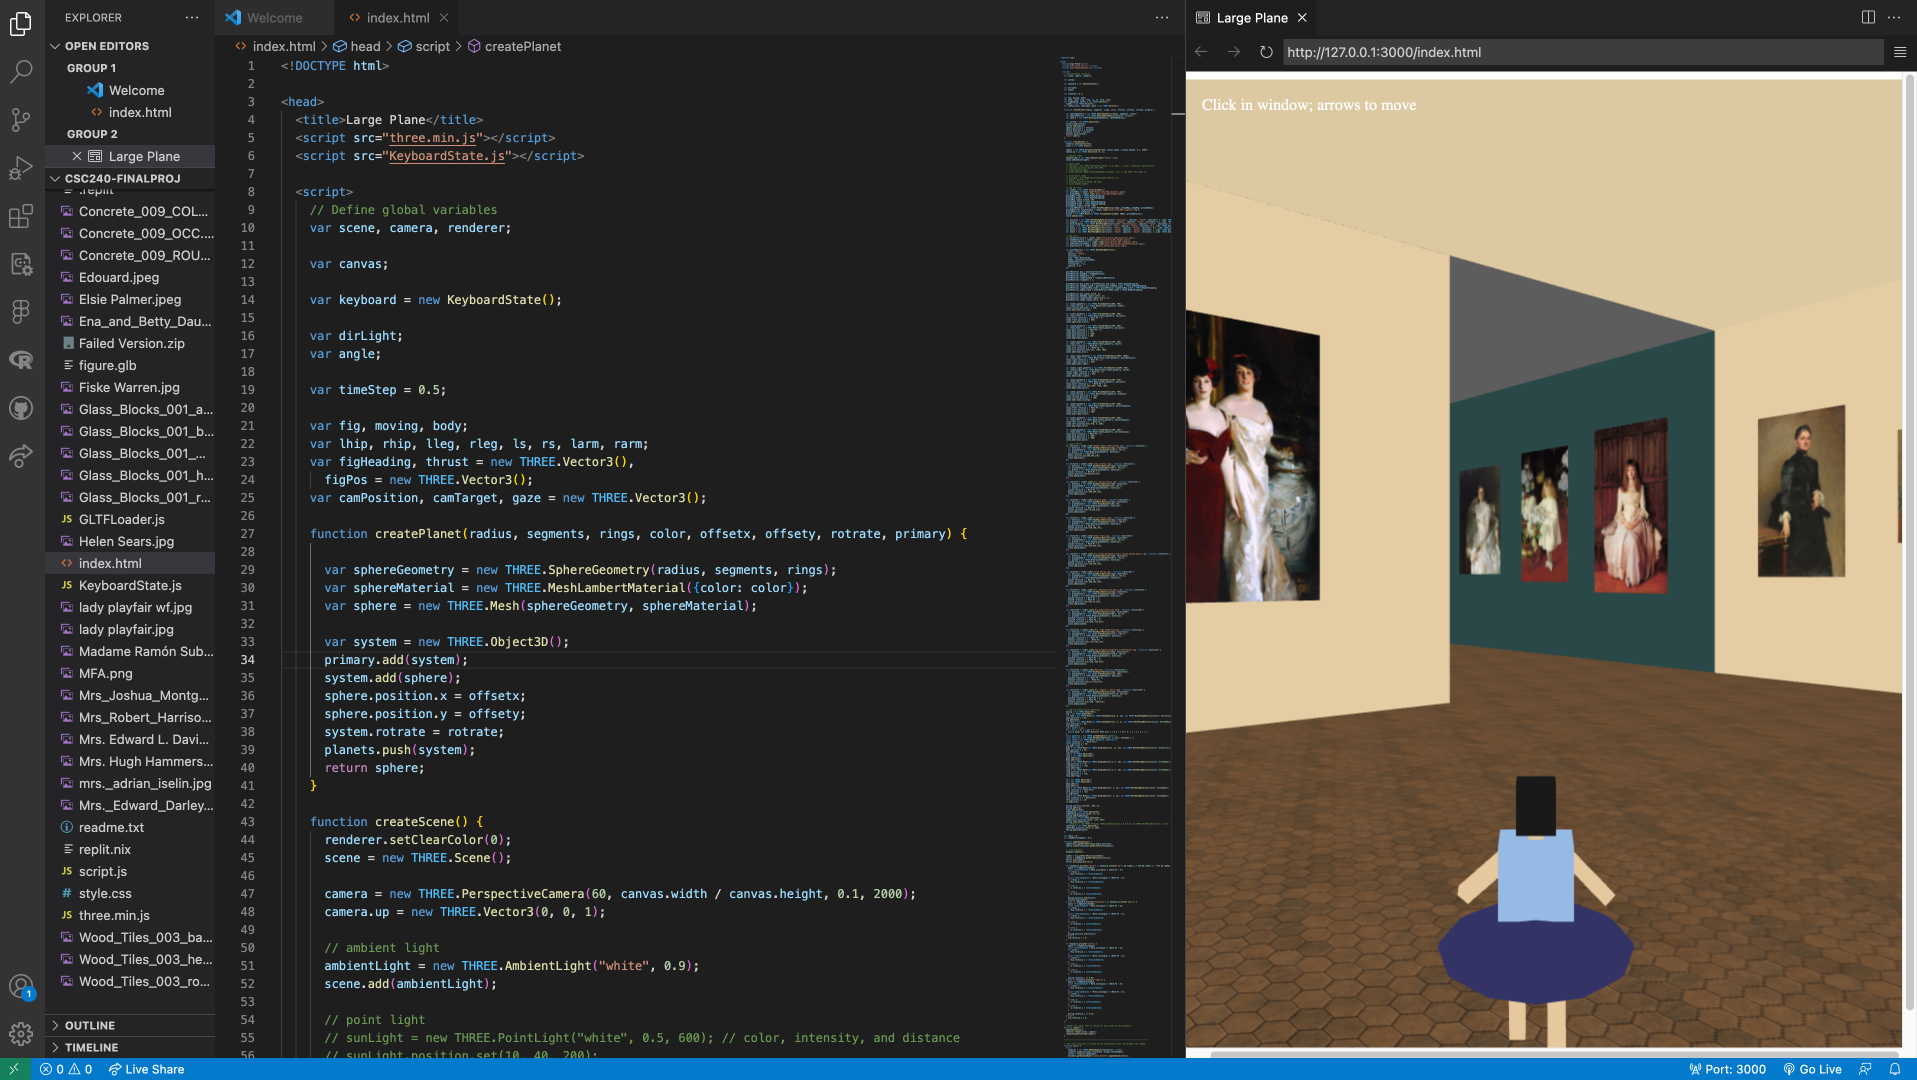 EXPLORER
OPEN EDITORS
GROUP 1
Welcome
index.html
GROUP 2
Large Plane
CSC240-FINALPROJ
.replit
Concrete_009_COL...
Concrete_009_OCC....
Concrete_009_ROU...
Edouard.jpeg
Elsie Palmer.jpeg
Ena_and_Betty_Dau...
Failed Version.zip
figure.glb
Fiske Warren.jpg
Glass_Blocks_001_a...
Glass_Blocks_001_b...
Glass_Blocks_001_...
Glass_Blocks_001_h...
Glass_Blocks_001_r...
GLTFLoader.js
Helen Sears.jpg
index.html
KeyboardState.js
lady playfair wf.jpg
lady playfair.jpg
Madame Ramón Sub...
MFA.png
Mrs_Joshua_Montg...
Mrs_Robert_Harriso...
Mrs. Edward L. Davi...
Mrs. Hugh Hammers...
mrs._adrian_iselin.jpg
Mrs._Edward_Darley...
readme.txt
replit.nix
script.js
style.css
three.min.js
Wood_Tiles_003_ba...
Wood_Tiles_003_he...
Wood_Tiles_003_ro...
OUTLINE
TIMELINE
1
Welcome
index.html
index.html > head > script > createPlanet
1 <!DOCTYPE html>
2
3 <head>
4 <title>Large Plane</title>
5 <script src="three.min.js"></script>
6 <script src="KeyboardState.js"></script>
7
8 <script>
9 // Define global variables
10 var scene, camera, renderer;
11
12 var canvas;
13
14 var keyboard = new KeyboardState();
15
16 var dirLight;
17 var angle;
18
19 var timeStep = 0.5;
20
21 var fig, moving, body;
22 var lhip, rhip, lleg, rleg, ls, rs, larm, rarm;
23 var figHeading, thrust = new THREE.Vector3(),
24 figPos = new THREE.Vector3();
25 var camPosition, camTarget, gaze = new THREE.Vector3();
26
27 function createPlanet(radius, segments, rings, color, offsetx, offsety, rotrate, primary) {
28
29 var sphereGeometry = new THREE.SphereGeometry(radius, segments, rings);
30 var sphereMaterial = new THREE.MeshLambertMaterial({color: color});
31 var sphere = new THREE.Mesh(sphereGeometry, sphereMaterial);
32
33 var system = new THREE.Object3D();
34 primary.add(system);
35 system.add(sphere);
36 sphere.position.x = offsetx;
37 sphere.position.y = offsety;
38 system.rotrate = rotrate;
39 planets.push(system);
40 return sphere;
41 }
42
43 function createScene() {
44 renderer.setClearColor(0);
45 scene = new THREE.Scene();
46
47 camera = new THREE.PerspectiveCamera(60, canvas.width / canvas.height, 0.1, 2000);
48 camera.up = new THREE.Vector3(0, 0, 1);
49
50 // ambient light
51 ambientLight = new THREE.AmbientLight("white", 0.9);
52 scene.add(ambientLight);
53
54 // point light
55 // sunLight = new THREE.PointLight("white", 0.5, 600); // color, intensity, and distance
56 // sunLight.position.set(10, 40, 200);
Large Plane
http://127.0.0.1:3000/index.html
Click in window; arrows to move
0 0 Live Share
Port: 3000 Go Live